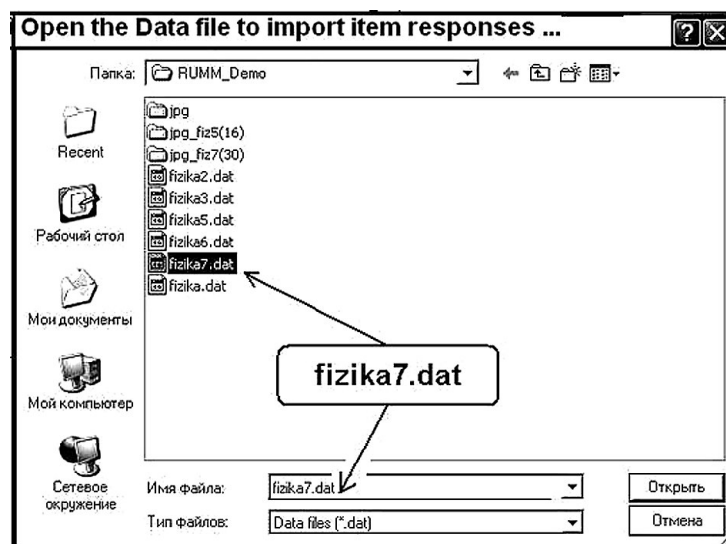 Open the Data file to import item responses ...
Папка: RUMM_Demo
Recent
Рабочий стол
Мои документы
Мой компьютер
Сетевое
окружение
jpg
jpg_fiz5(16)
jpg_fiz7(30)
fizika2.dat
fizika3.dat
fizika5.dat
fizika6.dat
fizika7.dat
fizika.dat
fizika7.dat
Имя файла: fizika7.dat Открыть
Тип файлов: Data files (*.dat) Отмена